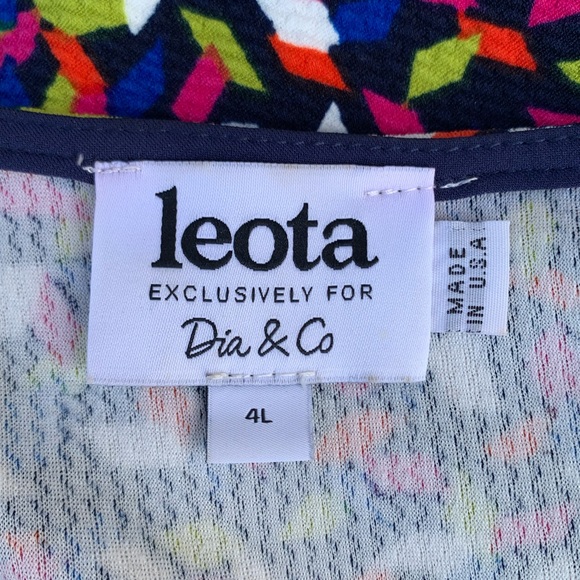 leota
EXCLUSIVELY FOR
Dia & Co
4L
MADE
IN U.S.A